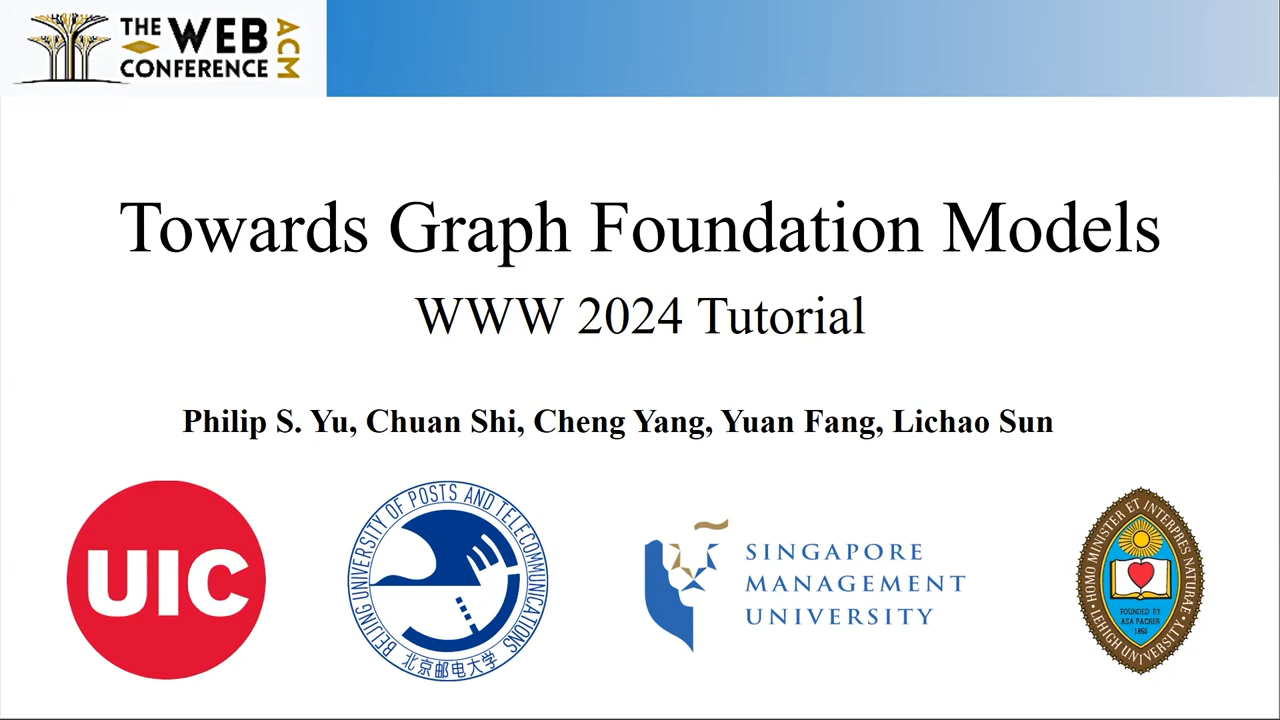 THE WEB CONFERENCE ACM
Towards Graph Foundation Models
WWW 2024 Tutorial
Philip S. Yu, Chuan Shi, Cheng Yang, Yuan Fang, Lichao Sun
UIC
BEIJING UNIVERSITY OF POSTS AND TELECOMMUNICATIONS
北京邮电大学
SINGAPORE
MANAGEMENT
UNIVERSITY
HOMO MINISTER ET INTERPRES NATURAE
FOUNDED BY
ASA PACKER
1865
LEHIGH UNIVERSITY